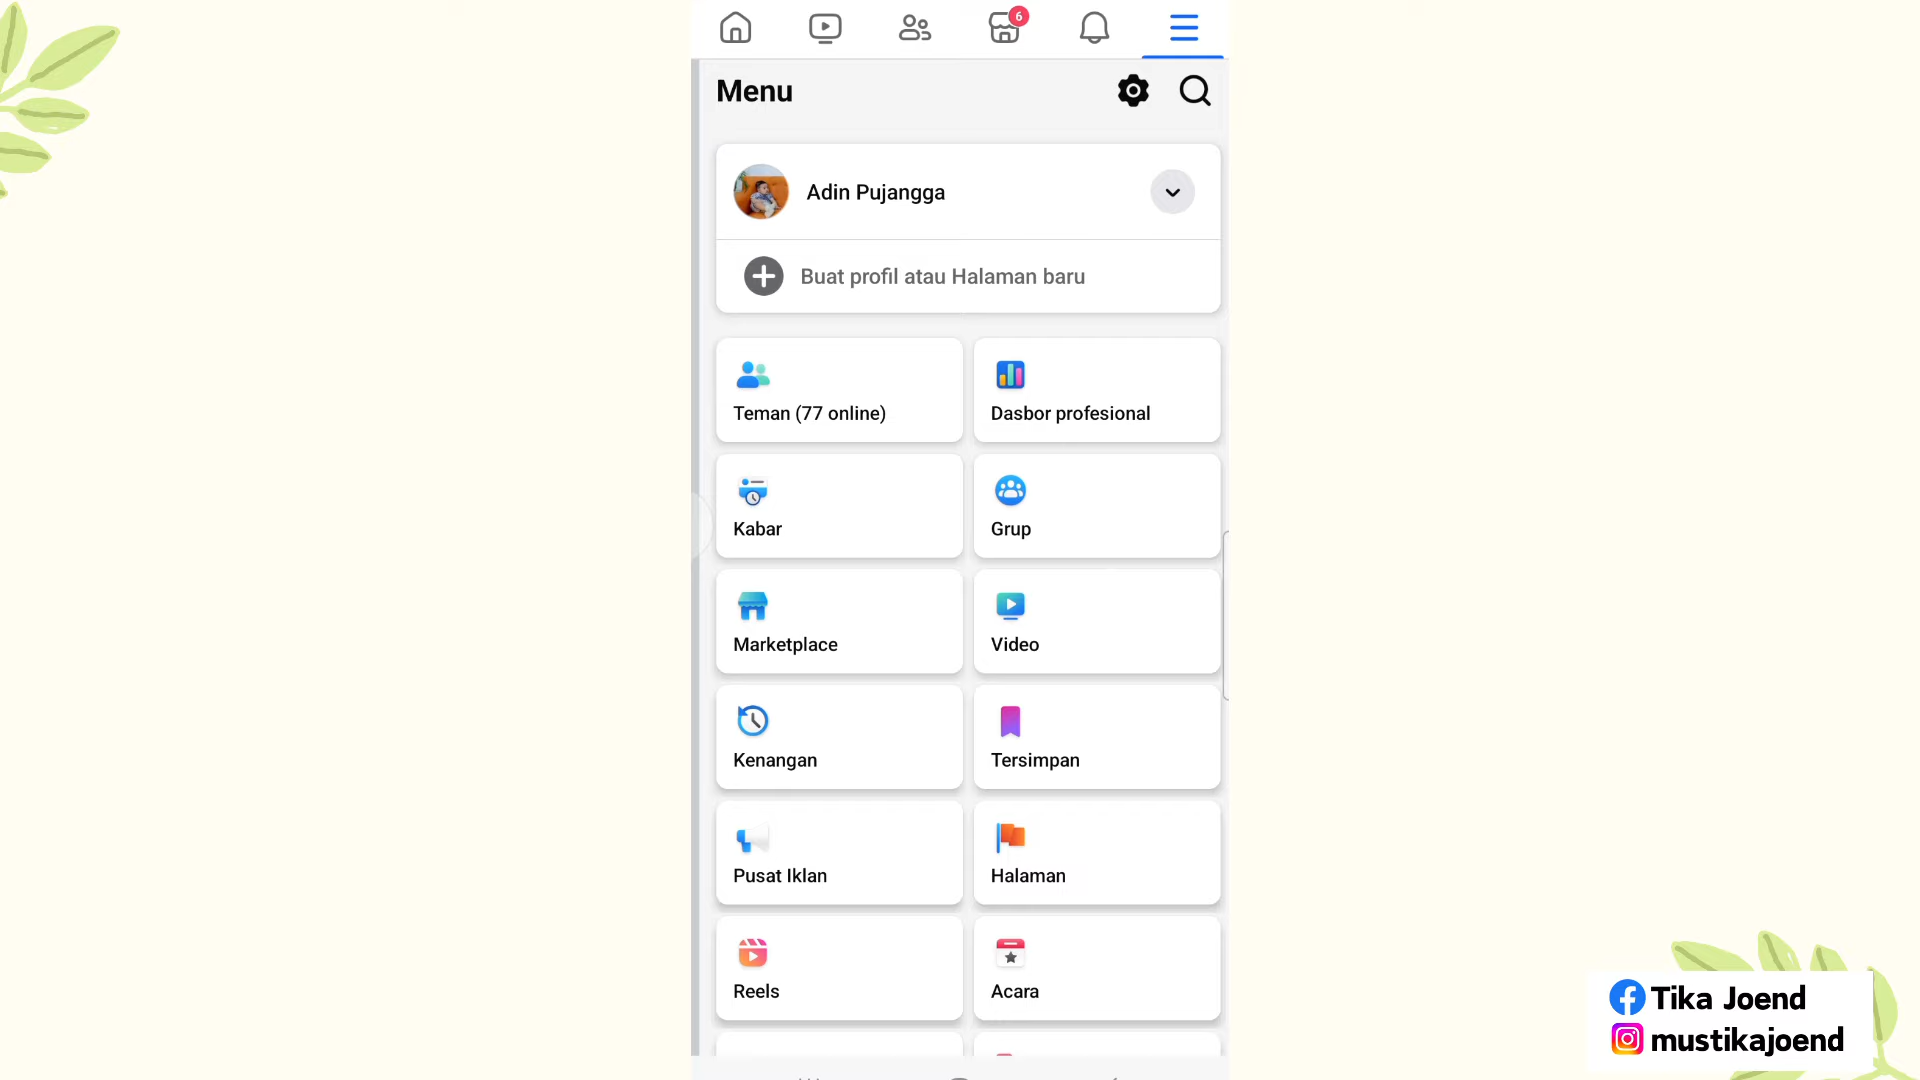 6
Menu
Adin Pujangga
Buat profil atau Halaman baru
Teman (77 online)
Dasbor profesional
Kabar
Grup
Marketplace
Video
Kenangan
Tersimpan
Pusat Iklan
Halaman
Reels
Acara
Tika Joend
mustikajoend